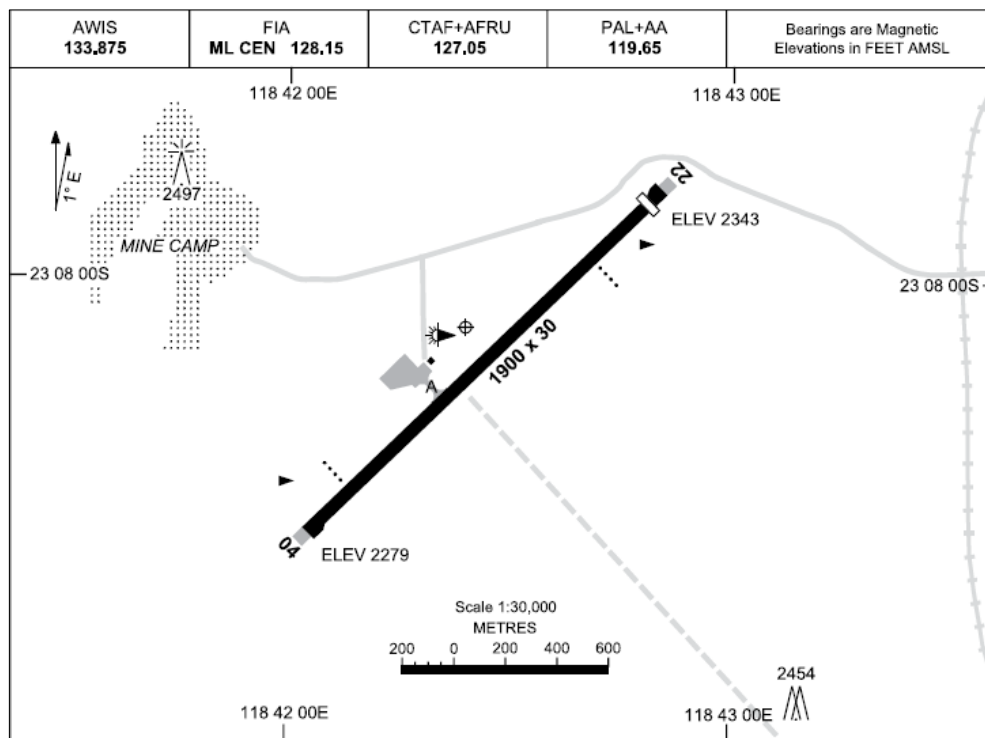 AWIS
133.875
FIA
ML CEN 128.15
CTAF+AFRU
127.05
PAL+AA
119.65
Bearings are Magnetic
Elevations in FEET AMSL
118 42 00E
118 43 00E
1° E
2497
MINE CAMP
22
ELEV 2343
23 08 00S
23 08 00S
1900 x 30
A
04
ELEV 2279
Scale 1:30,000
METRES
200 0 200 400 600
2454
118 42 00E
118 43 00E